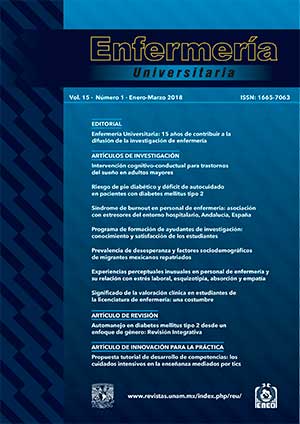 Enfermería
Universitaria
Vol. 15 - Número 1 - Enero-Marzo 2018
ISSN: 1665-7063
EDITORIAL
Enfermería Universitaria: 15 años de contribuir a la
difusión de la investigación de enfermería
ARTÍCULOS DE INVESTIGACIÓN
Intervención cognitivo-conductual para trastornos
del sueño en adultos mayores
Riesgo de pie diabético y déficit de autocuidado
en pacientes con diabetes mellitus tipo 2
Síndrome de burnout en personal de enfermería: asociación
con estresores del entorno hospitalario, Andalucía, España
Programa de formación de ayudantes de investigación:
conocimiento y satisfacción de los estudiantes
Prevalencia de desesperanza y factores sociodemográficos
de migrantes mexicanos repatriados
Experiencias perceptuales inusuales en personal de enfermería y
su relación con estrés laboral, esquizotipia, absorción y empatía
Significado de la valoración clínica en estudiantes de
la licenciatura de enfermería: una costumbre
ARTÍCULO DE REVISIÓN
Automanejo en diabetes mellitus tipo 2 desde un
enfoque de género: Revisión Integrativa
ARTÍCULO DE INNOVACIÓN PARA LA PRÁCTICA
Propuesta tutorial de desarrollo de competencias: los
cuidados intensivos en la enseñanza mediados por tics
www.revistas.unam.mx/index.php/reu/
ENEO